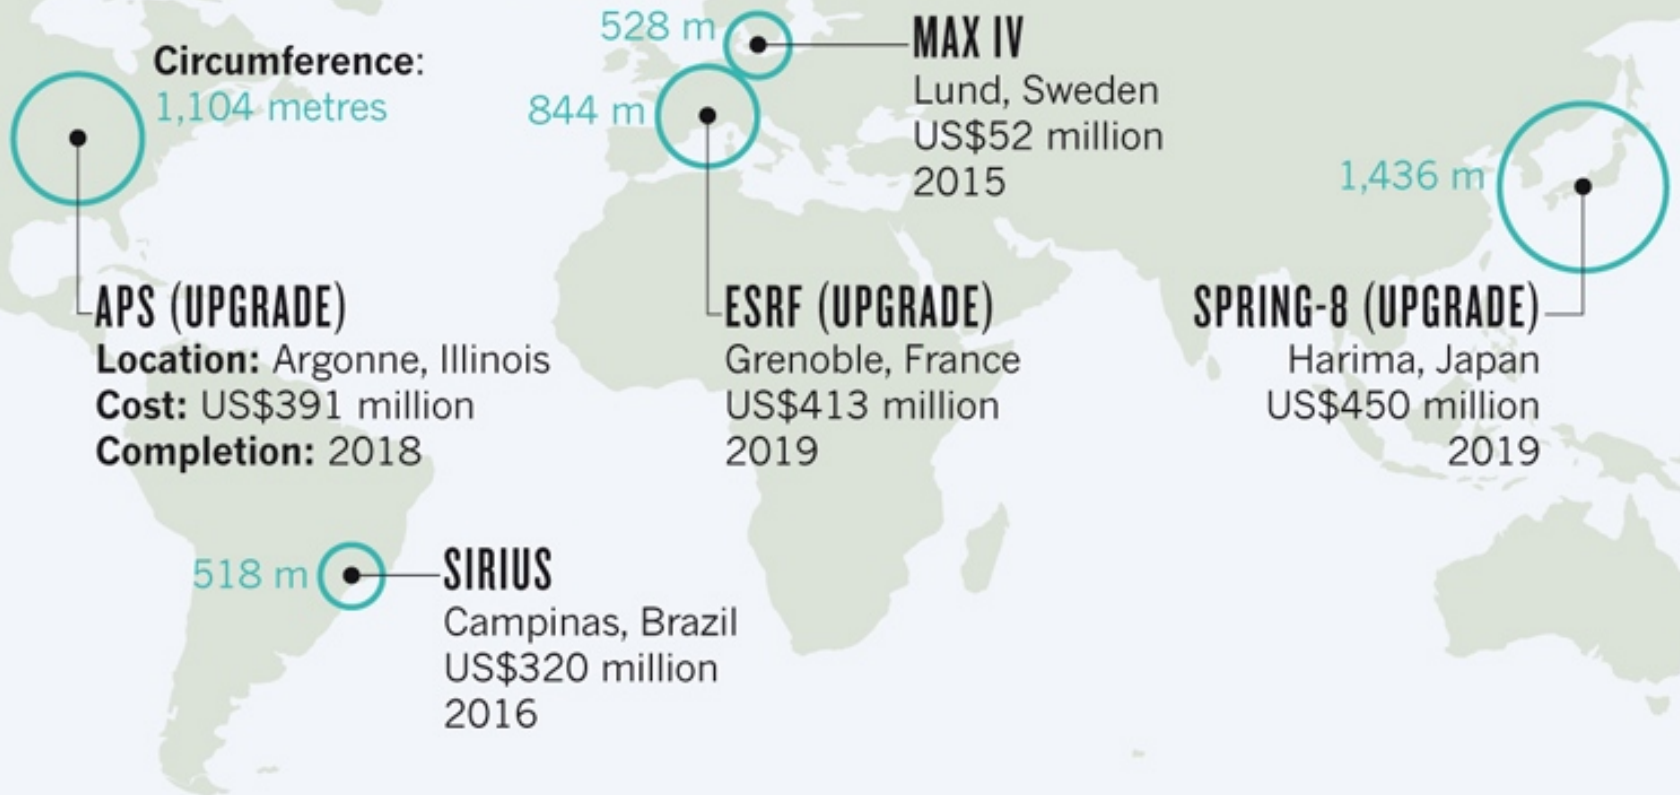 Circumference:
1,104 metres
APS (UPGRADE)
Location: Argonne, Illinois
Cost: US$391 million
Completion: 2018
528 m
MAX IV
Lund, Sweden
US$52 million
2015
844 m
ESRF (UPGRADE)
Grenoble, France
US$413 million
2019
1,436 m
SPRING-8 (UPGRADE)
Harima, Japan
US$450 million
2019
518 m
SIRIUS
Campinas, Brazil
US$320 million
2016